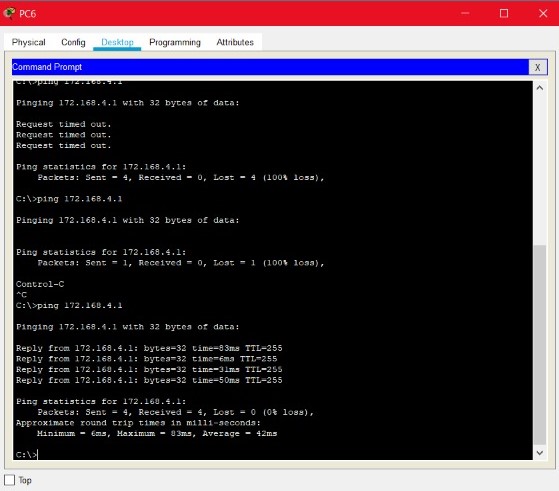 PC6
Physical Config Desktop Programming Attributes
Command Prompt
X
C:\>ping 172.168.4.1
Pinging 172.168.4.1 with 32 bytes of data:
Request timed out.
Request timed out.
Request timed out.
Ping statistics for 172.168.4.1:
Packets: Sent = 4, Received = 0, Lost = 4 (100% loss),
C:\>ping 172.168.4.1
Pinging 172.168.4.1 with 32 bytes of data:
Ping statistics for 172.168.4.1:
Packets: Sent = 1, Received = 0, Lost = 1 (100% loss),
Control-C
^C
C:\>ping 172.168.4.1
Pinging 172.168.4.1 with 32 bytes of data:
Reply from 172.168.4.1: bytes=32 time=83ms TTL=255
Reply from 172.168.4.1: bytes=32 time=6ms TTL=255
Reply from 172.168.4.1: bytes=32 time=31ms TTL=255
Reply from 172.168.4.1: bytes=32 time=50ms TTL=255
Ping statistics for 172.168.4.1:
Packets: Sent = 4, Received = 4, Lost = 0 (0% loss),
Approximate round trip times in milli-seconds:
Minimum = 6ms, Maximum = 83ms, Average = 42ms
C:\>
Top